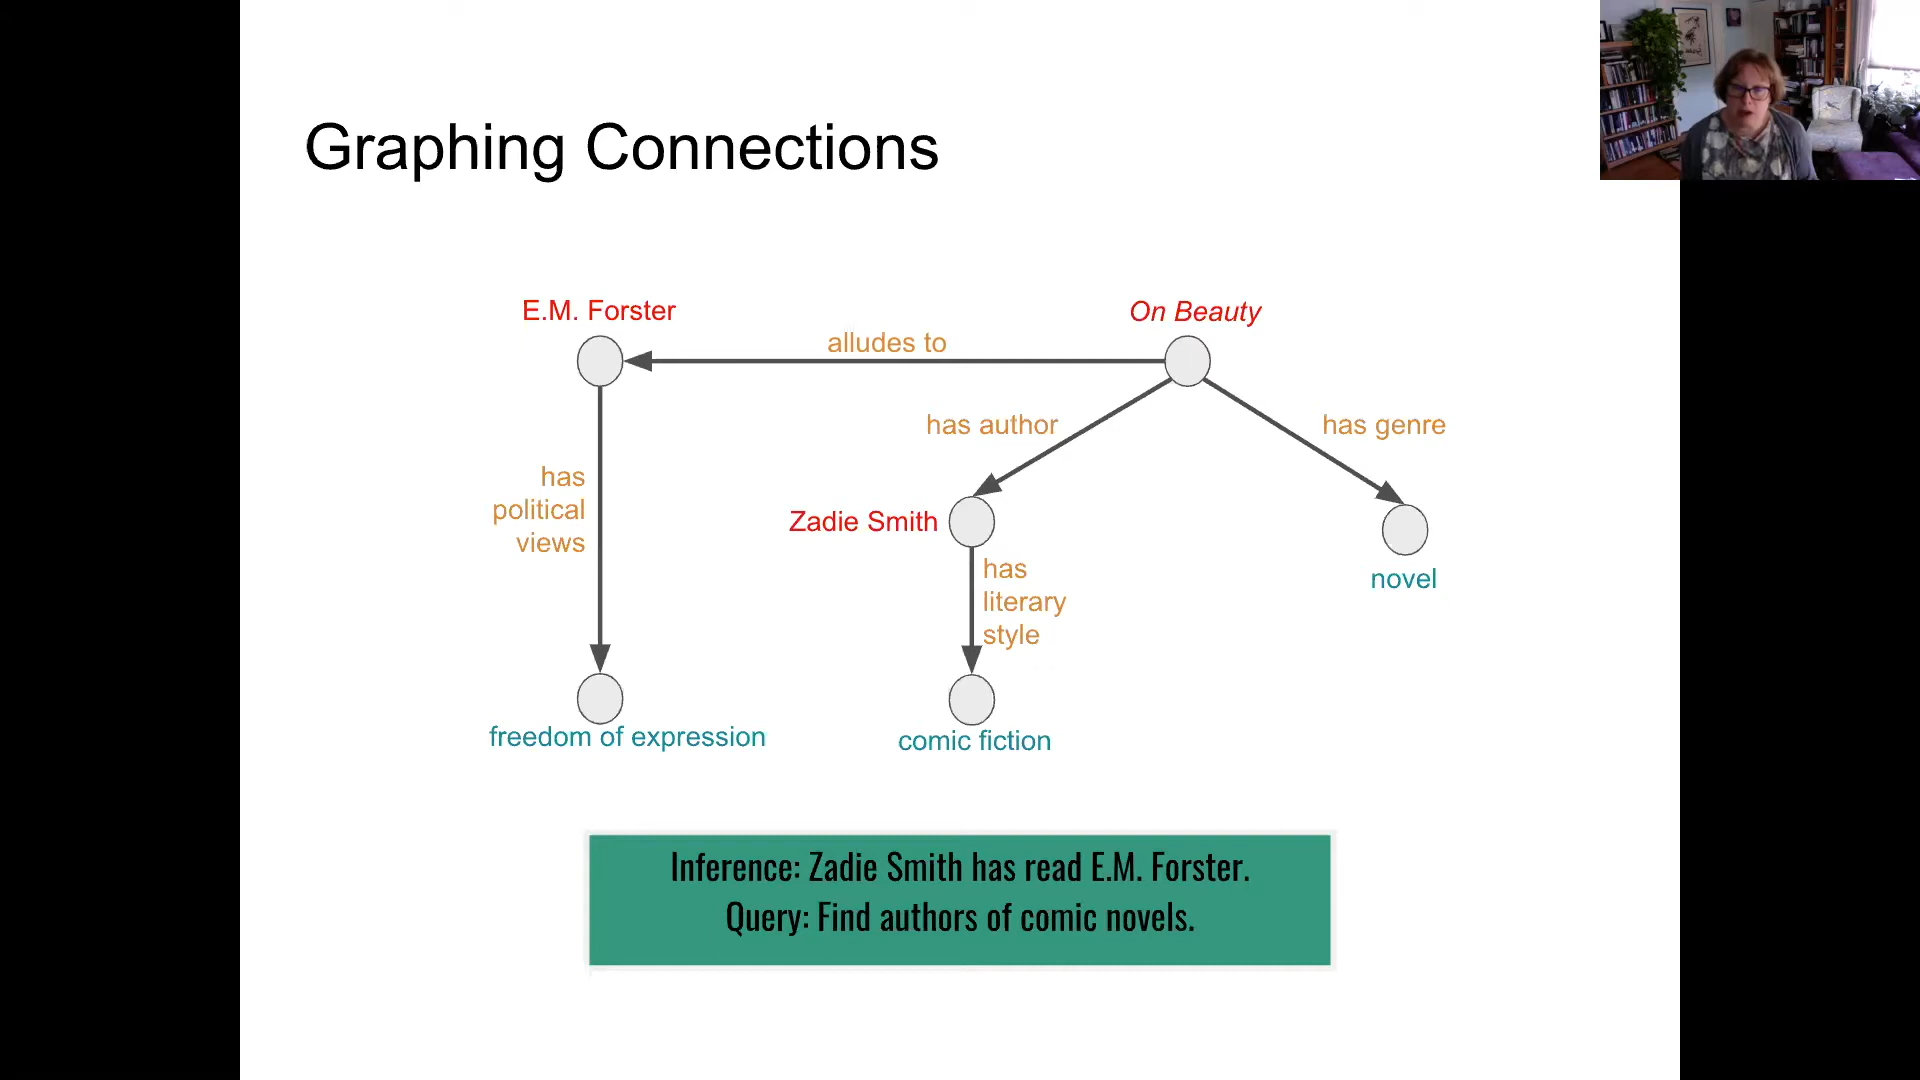 Graphing Connections
E.M. Forster
On Beauty
alludes to
has author
has genre
has
political
views
Zadie Smith
has
literary
style
novel
freedom of expression
comic fiction
Inference: Zadie Smith has read E.M. Forster.
Query: Find authors of comic novels.